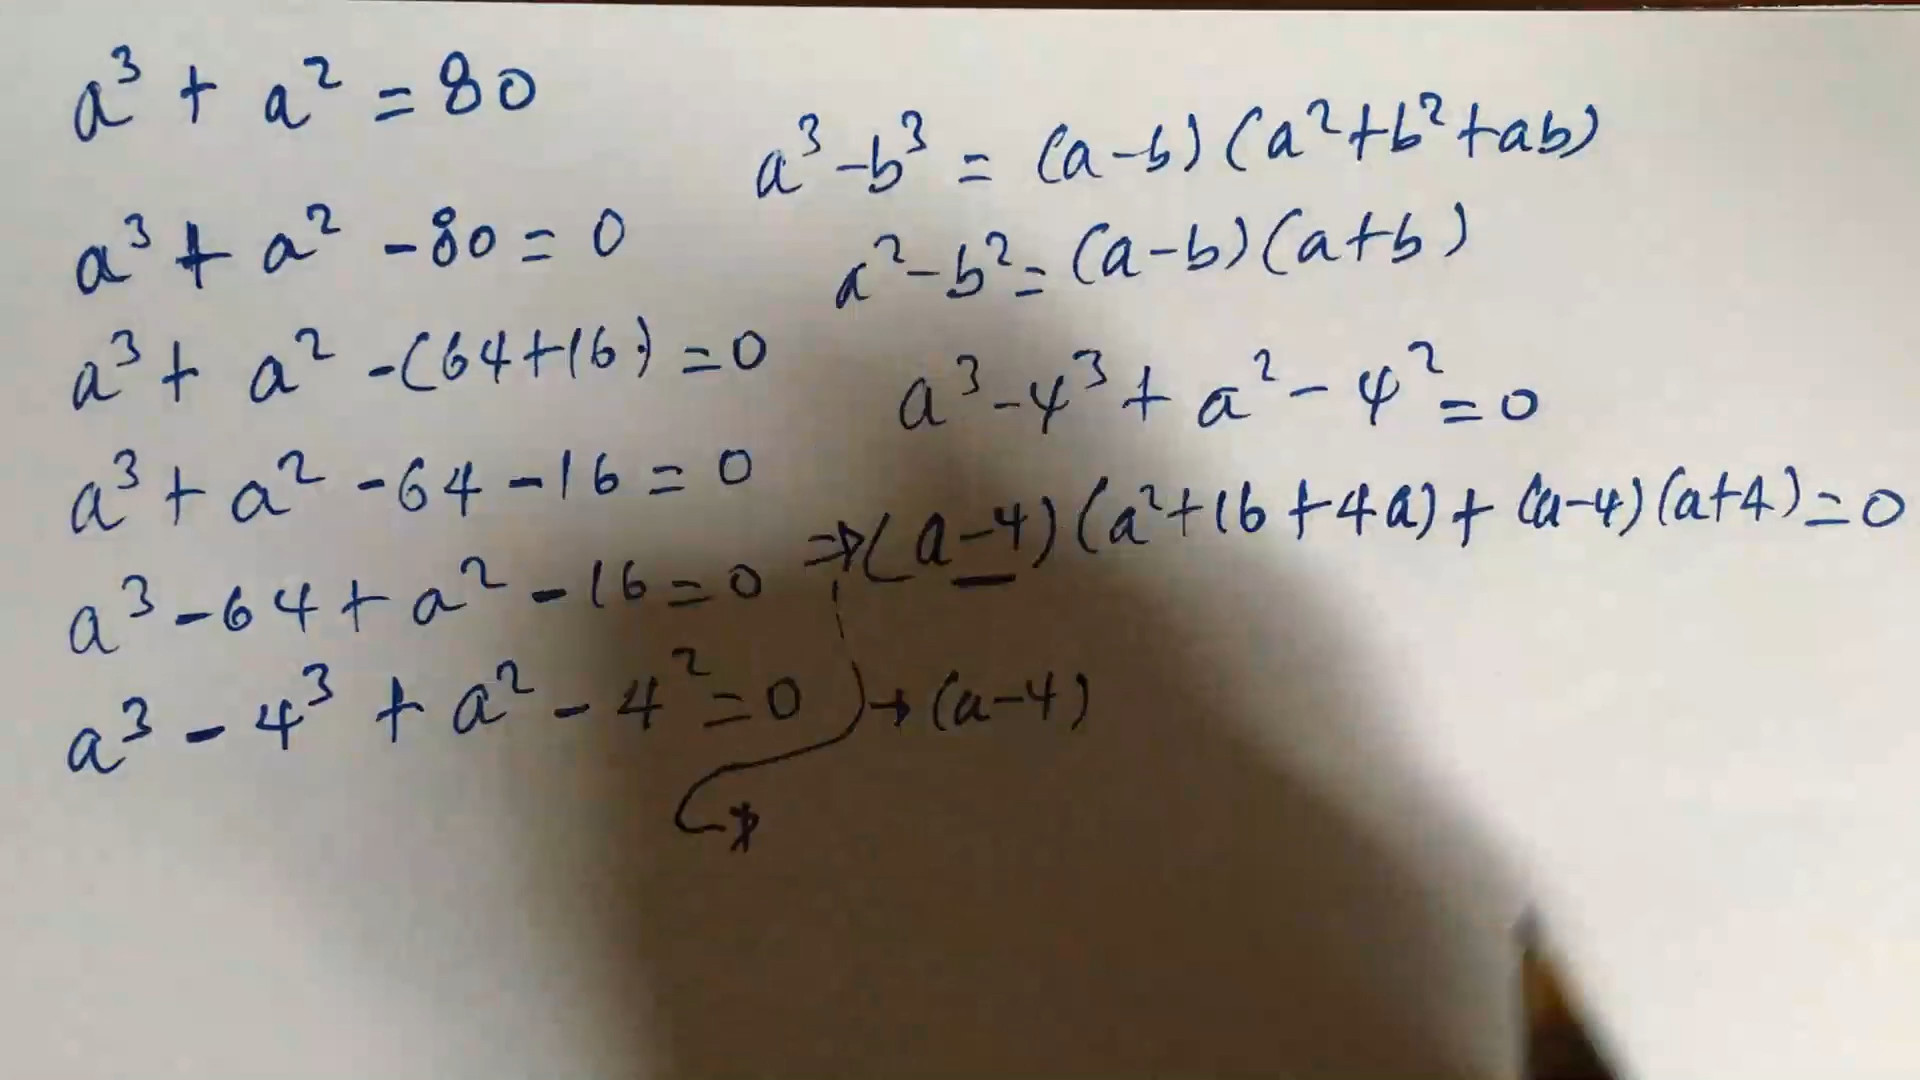 a³ + a² = 80
a³ + a² - 80 = 0
a³ + a² - (64+16) = 0
a³ + a² - 64 - 16 = 0
a³ - 64 + a² - 16 = 0
a³ - 4³ + a² - 4² = 0
a³ - b³ = (a-b) (a²+b²+ab)
a² - b² = (a-b) (a+b)
a³ - 4³ + a² - 4² = 0
⇒ (a-4) (a²+16+4a) + (a-4) (a+4) = 0
→ (a-4)